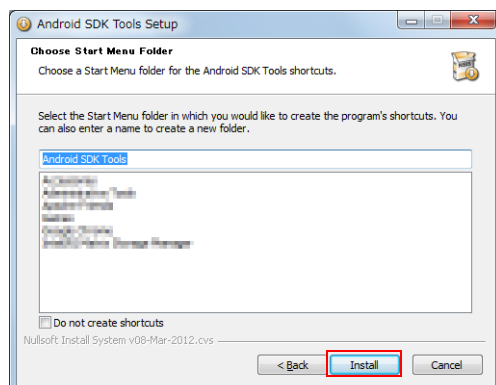 Android SDK Tools Setup
Choose Start Menu Folder
Choose a Start Menu folder for the Android SDK Tools shortcuts.
Select the Start Menu folder in which you would like to create the program's shortcuts. You
can also enter a name to create a new folder.
Android SDK Tools
Do not create shortcuts
Nullsoft Install System v08-Mar-2012.cvs
< Back
Install
Cancel